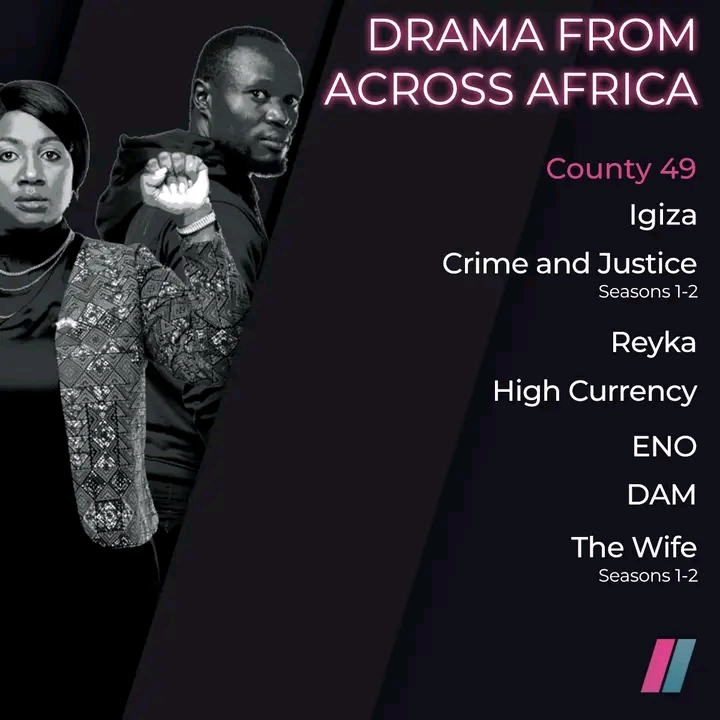 DRAMA FROM
ACROSS AFRICA
County 49
Igiza
Crime and Justice
Seasons 1-2
Reyka
High Currency
ENO
DAM
The Wife
Seasons 1-2